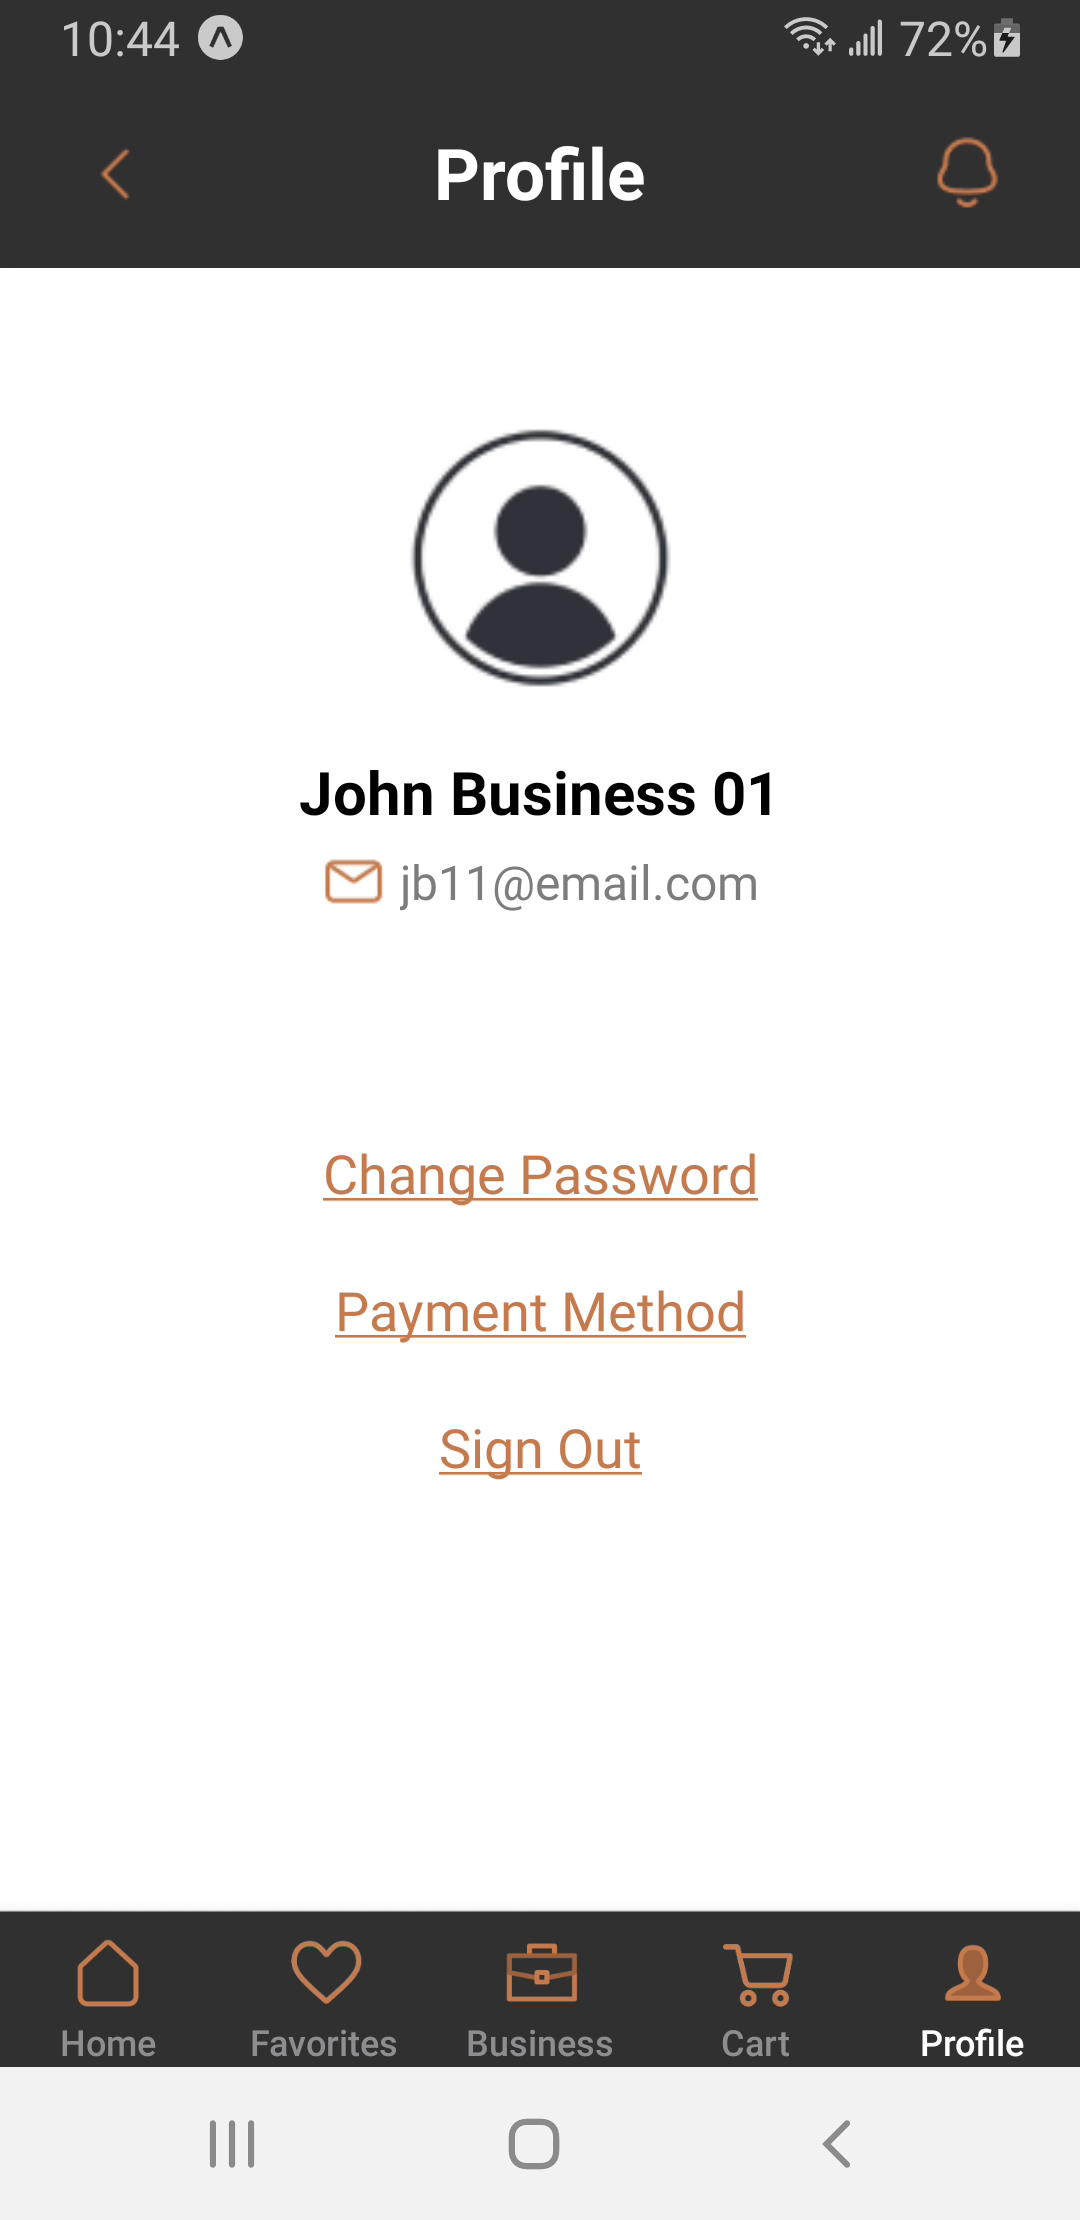 10:44 72%
Profile
John Business 01
jb11@email.com
Change Password
Payment Method
Sign Out
Home Favorites Business Cart Profile